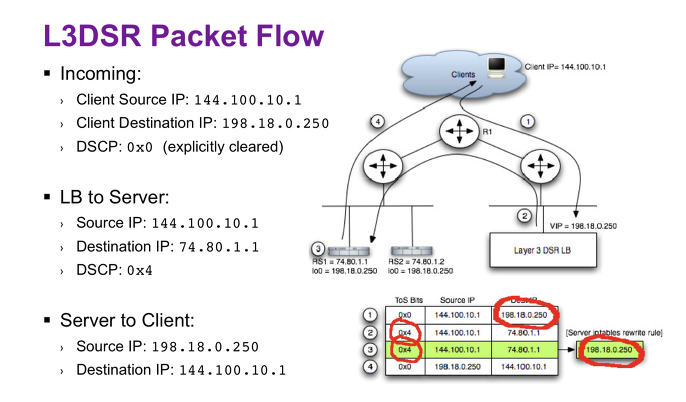 L3DSR Packet Flow
▪ Incoming:
› Client Source IP: 144.100.10.1
› Client Destination IP: 198.18.0.250
› DSCP: 0x0 (explicitly cleared)
▪ LB to Server:
› Source IP: 144.100.10.1
› Destination IP: 74.80.1.1
› DSCP: 0x4
▪ Server to Client:
› Source IP: 198.18.0.250
› Destination IP: 144.100.10.1
Clients
Client IP= 144.100.10.1
4
1
R1
2
VIP = 198.18.0.250
3
RS1 = 74.80.1.1
lo0 = 198.18.0.250
RS2 = 74.80.1.2
lo0 = 198.18.0.250
Layer 3 DSR LB
ToS Bits Source IP Dest IP
1 0x0 144.100.10.1 198.18.0.250
2 0x4 144.100.10.1 74.80.1.1
[Server iptables rewrite rule]
3 0x4 144.100.10.1 74.80.1.1 198.18.0.250
4 0x0 198.18.0.250 144.100.10.1